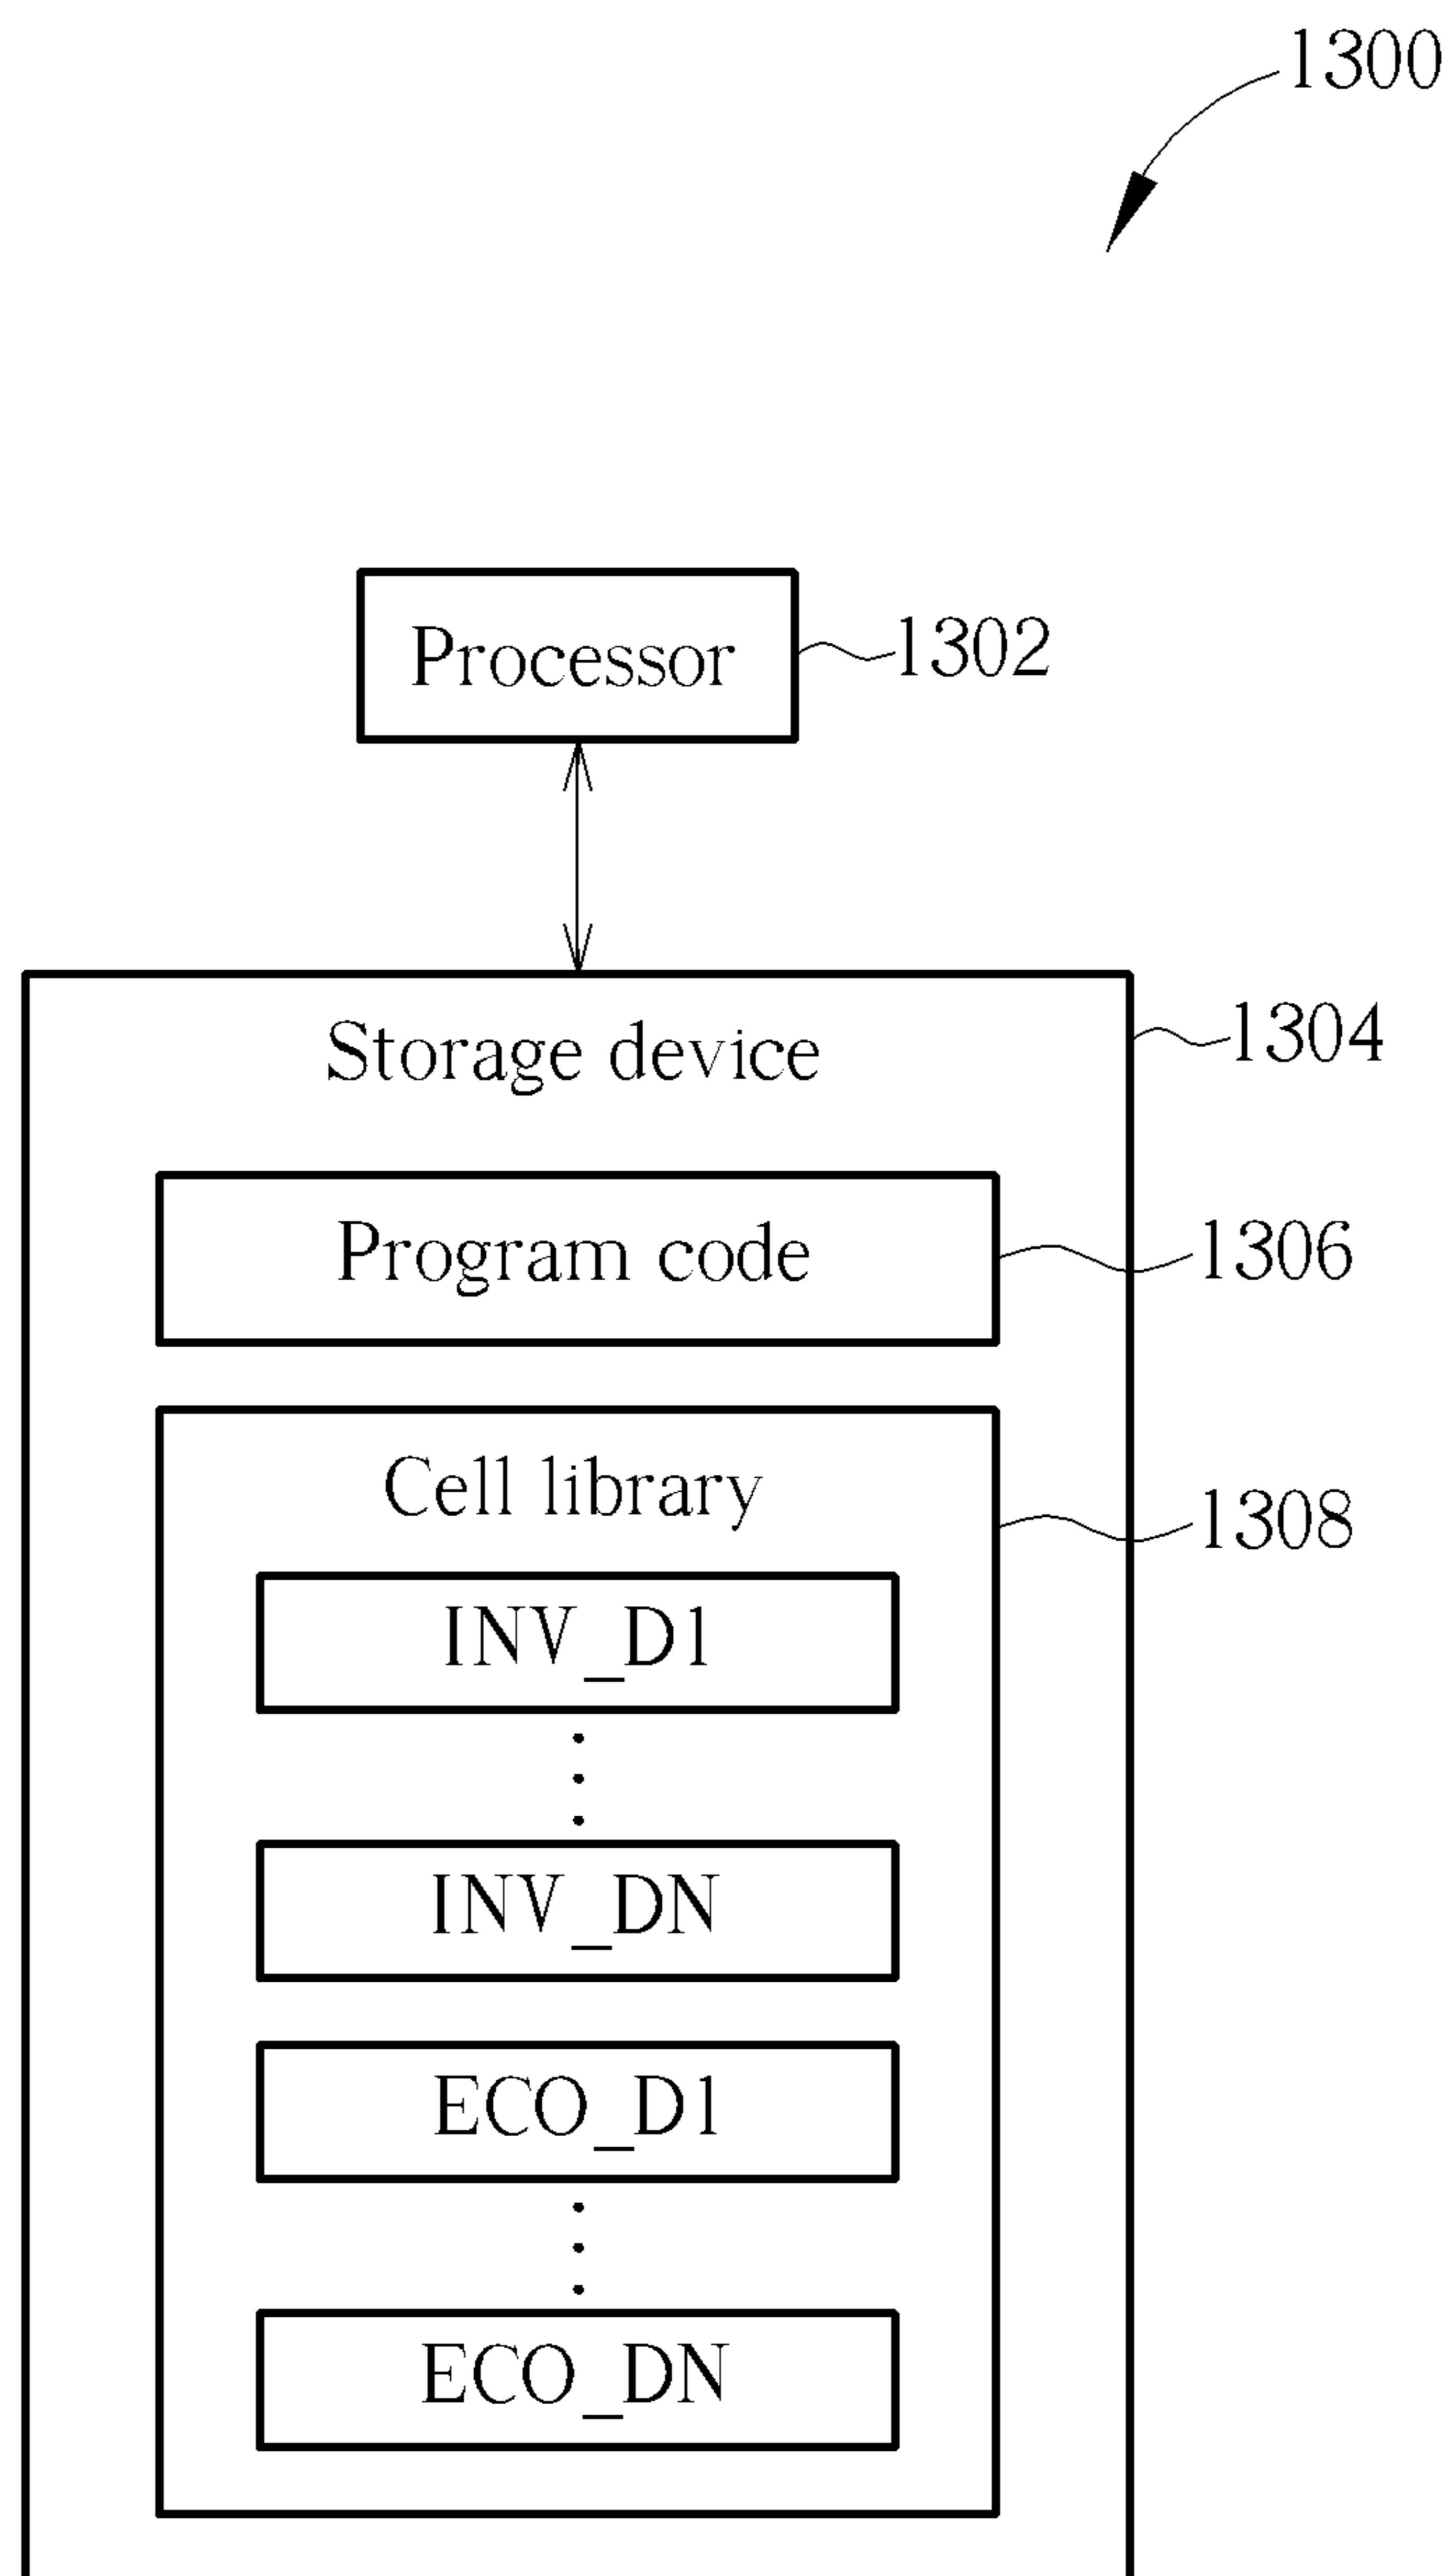 1300
Processor 1302
Storage device 1304
Program code 1306
Cell library 1308
INV_D1
INV_DN
ECO_D1
ECO_DN